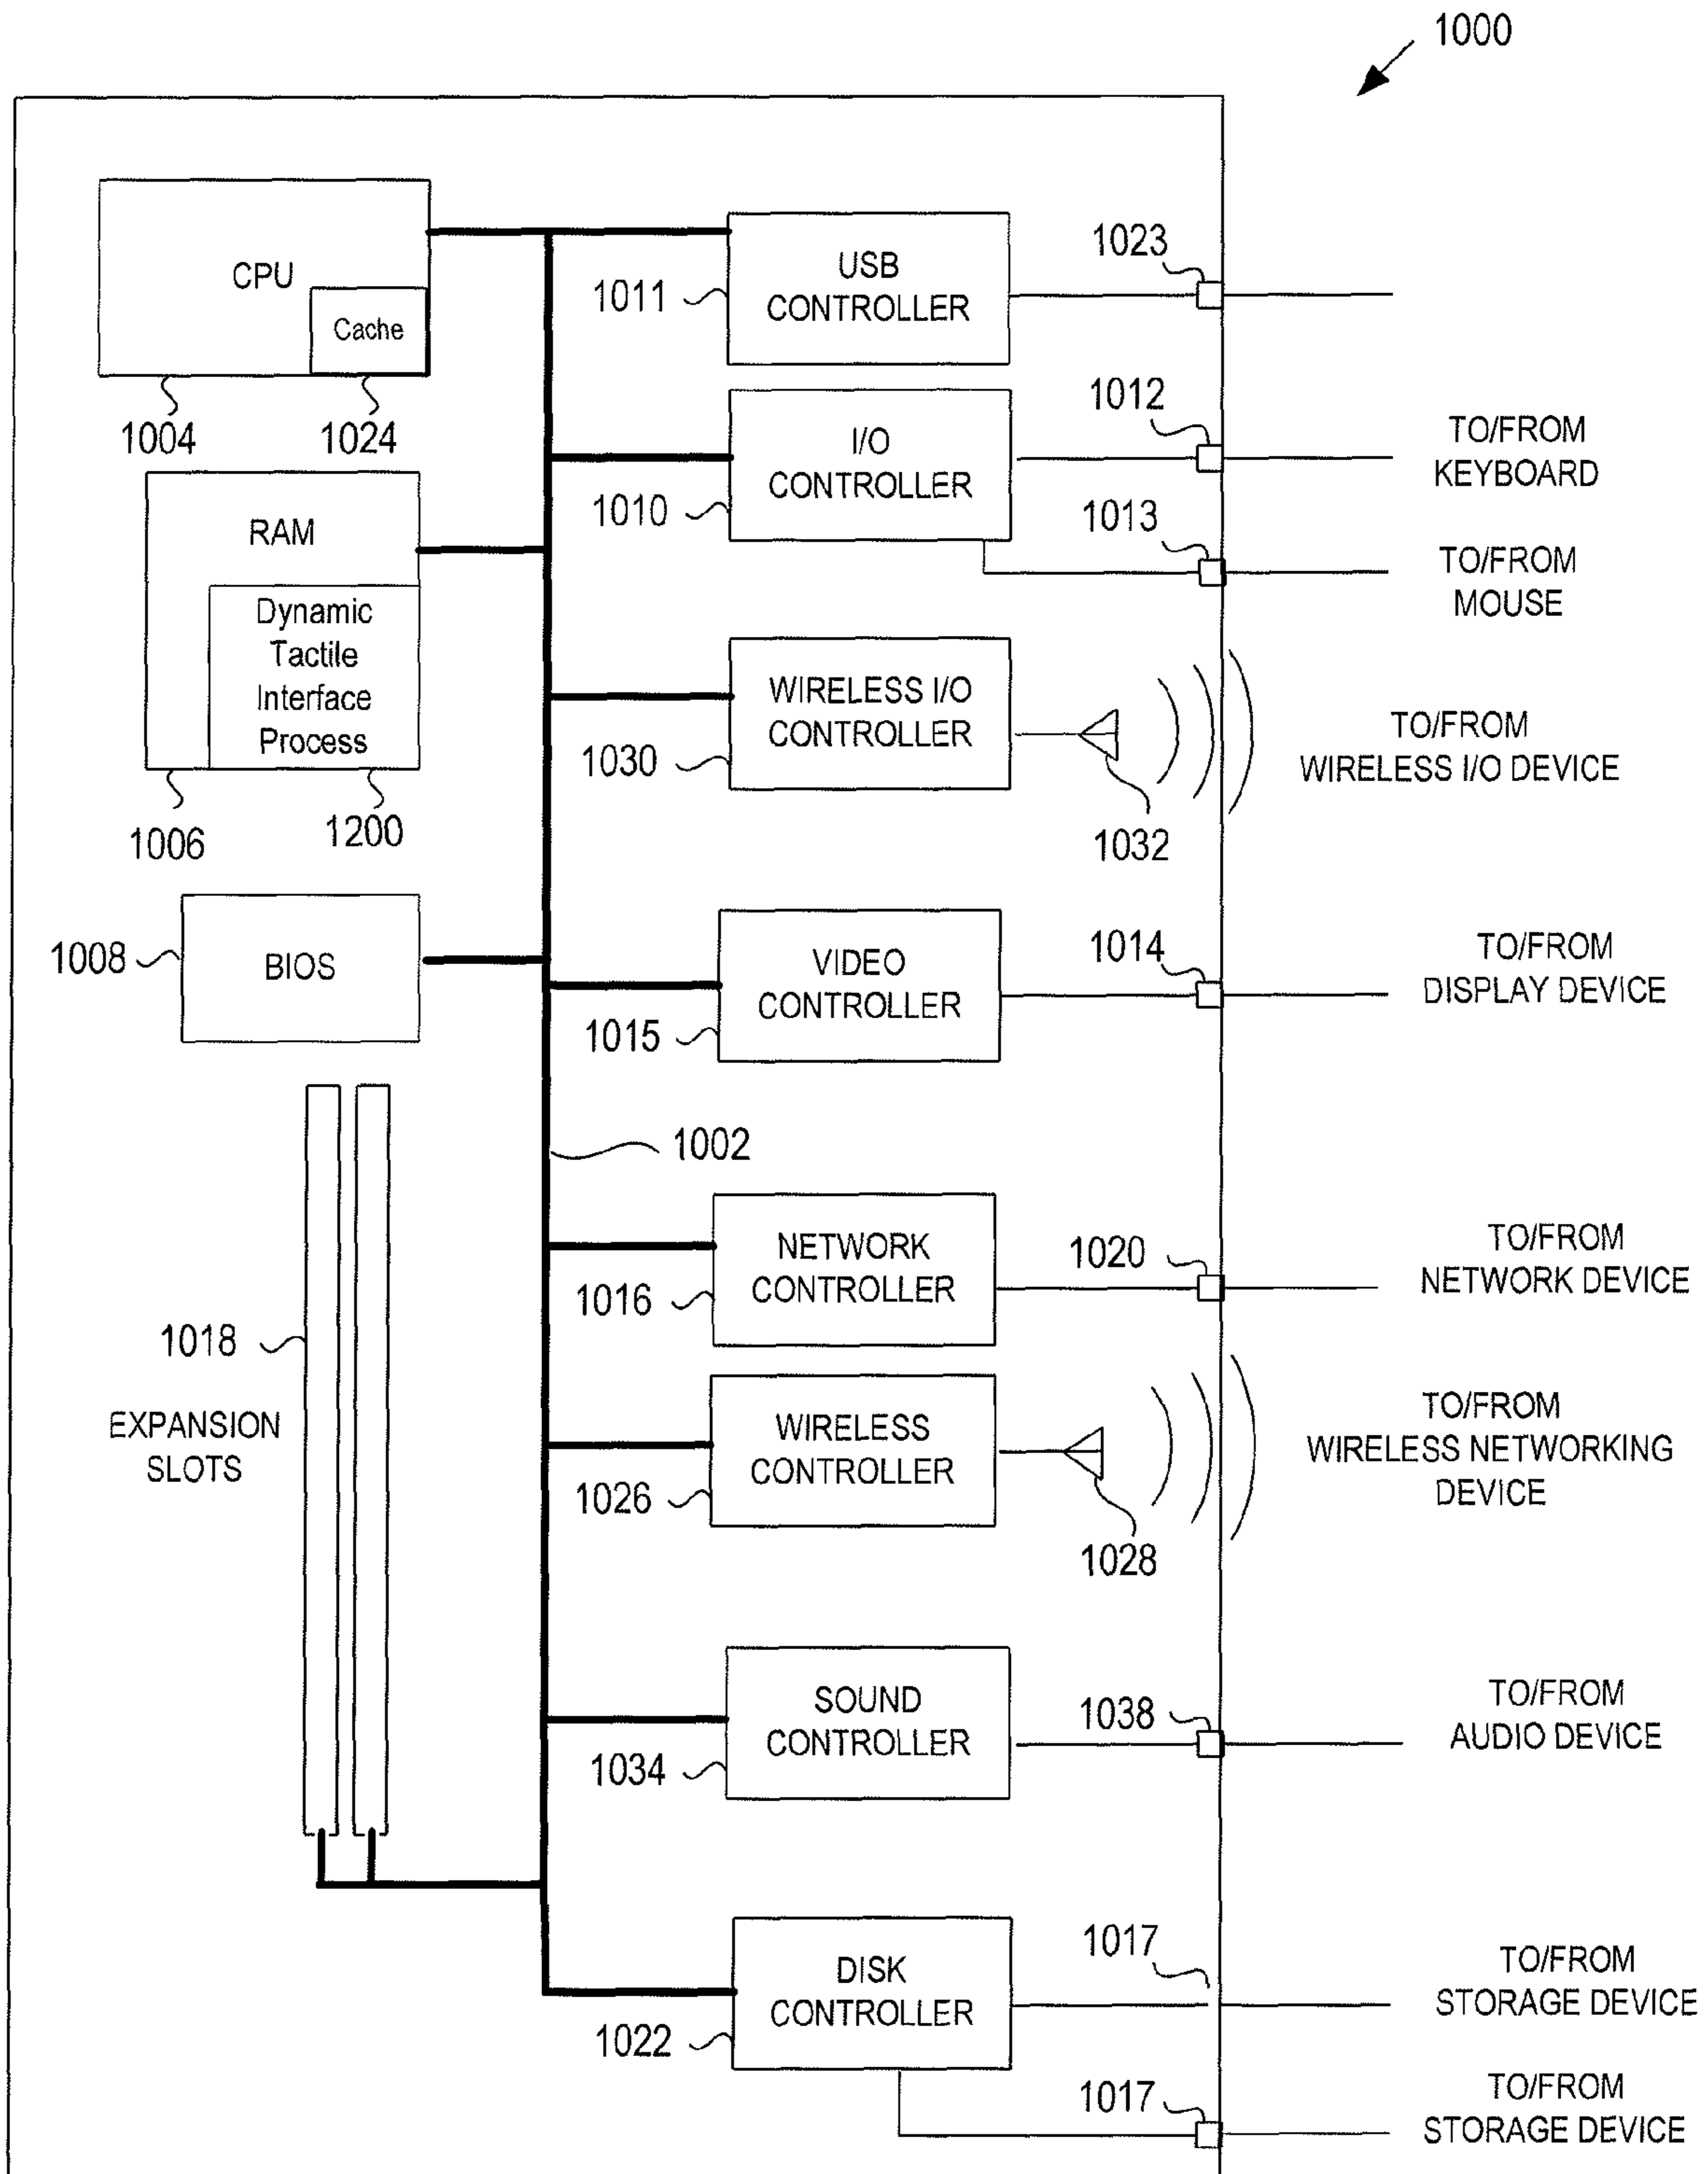 1000
CPU
Cache
1004
1024
RAM
Dynamic
Tactile
Interface
Process
1006
1200
1008
BIOS
1018
EXPANSION
SLOTS
1002
USB
CONTROLLER
1011
1023
I/O
CONTROLLER
1010
1012
TO/FROM
KEYBOARD
1013
TO/FROM
MOUSE
WIRELESS I/O
CONTROLLER
1030
1032
TO/FROM
WIRELESS I/O DEVICE
VIDEO
CONTROLLER
1015
1014
TO/FROM
DISPLAY DEVICE
NETWORK
CONTROLLER
1016
1020
TO/FROM
NETWORK DEVICE
WIRELESS
CONTROLLER
1026
1028
TO/FROM
WIRELESS NETWORKING
DEVICE
SOUND
CONTROLLER
1034
1038
TO/FROM
AUDIO DEVICE
DISK
CONTROLLER
1022
1017
TO/FROM
STORAGE DEVICE
1017
TO/FROM
STORAGE DEVICE